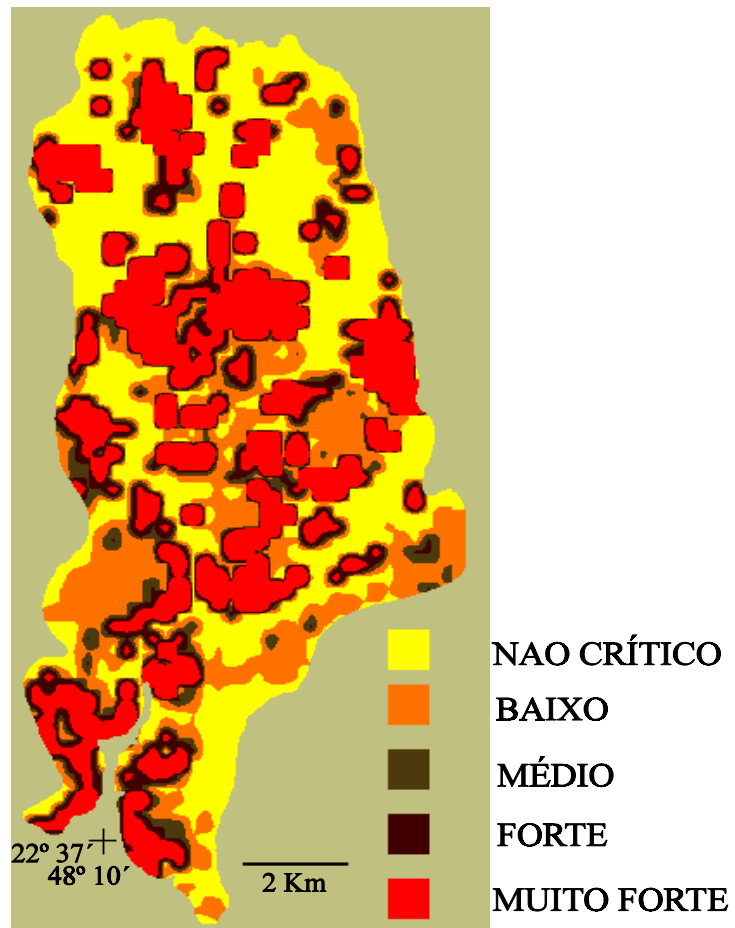 NAO CRÍTICO
BAIXO
MÉDIO
FORTE
22º 37´
48º 10´
2 Km
MUITO FORTE